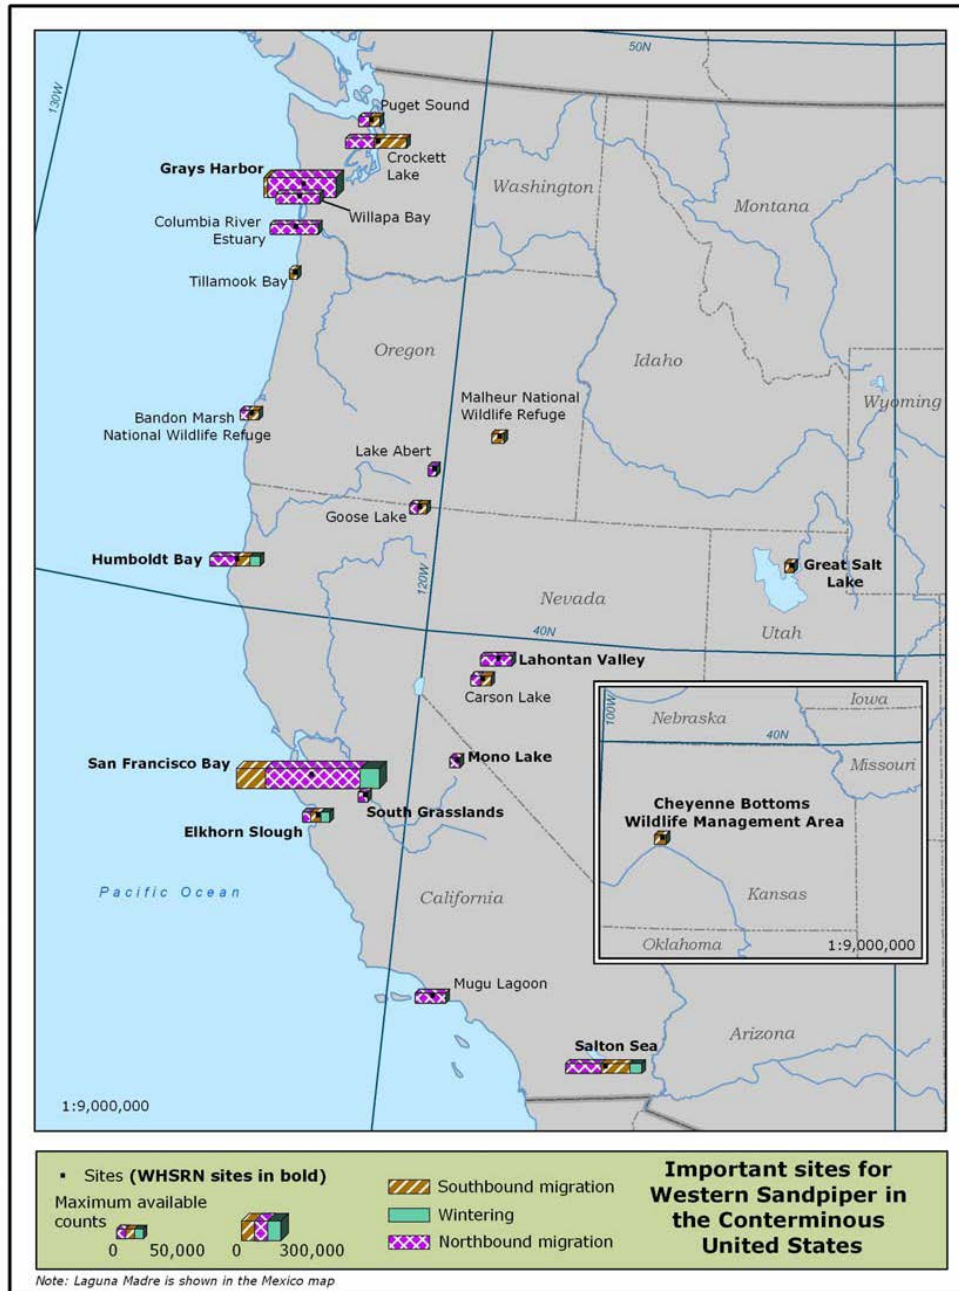 50N
130W
Puget Sound
Crockett
Lake
Grays Harbor
Washington
Montana
Willapa Bay
Columbia River
Estuary
Tillamook Bay
Oregon
Idaho
Malheur National
Wildlife Refuge
Wyoming
Bandon Marsh
National Wildlife Refuge
Lake Abert
Goose Lake
Humboldt Bay
Great Salt
Lake
120W
Nevada
40N
Utah
Lahontan Valley
Carson Lake
100W
Nebraska
Iowa
40N
Missouri
San Francisco Bay
Mono Lake
South Grasslands
Elkhorn Slough
Cheyenne Bottoms
Wildlife Management Area
Pacific Ocean
California
Kansas
Oklahoma
1:9,000,000
Mugu Lagoon
Arizona
Salton Sea
1:9,000,000
Sites (WHSRN sites in bold)
Maximum available
counts
0 50,000
0 300,000
Southbound migration
Wintering
Northbound migration
Important sites for
Western Sandpiper in
the Conterminous
United States
Note: Laguna Madre is shown in the Mexico map